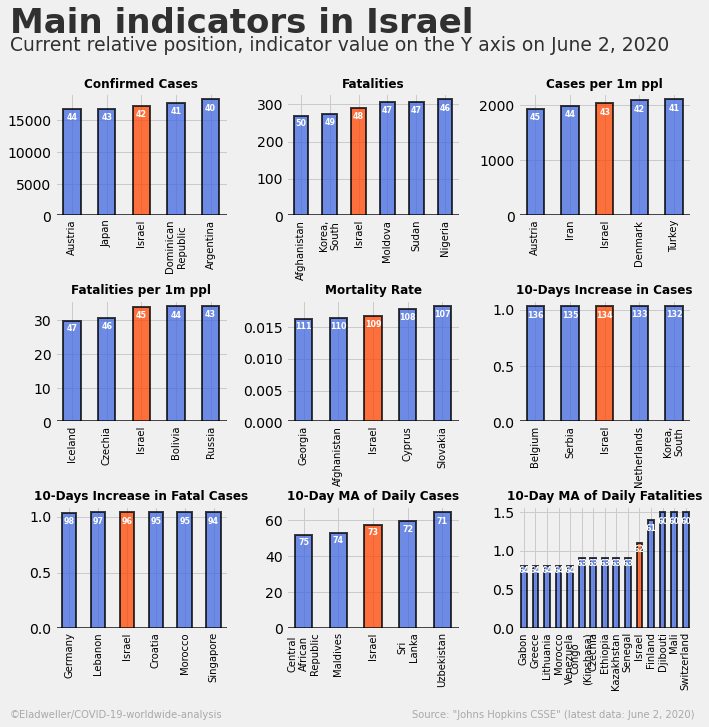 Main indicators in Israel
Current relative position, indicator value on the Y axis on June 2, 2020
Confirmed Cases
15000
10000
5000
0
44
43
42
41
40
Austria
Japan
Israel
Dominican
Republic
Argentina
Fatalities
300
200
100
0
50
49
48
47
47
46
Afghanistan
Korea,
South
Israel
Moldova
Sudan
Nigeria
Cases per 1m ppl
2000
1000
0
45
44
43
42
41
Austria
Iran
Israel
Denmark
Turkey
Fatalities per 1m ppl
30
20
10
0
47
46
45
44
43
Iceland
Czechia
Israel
Bolivia
Russia
Mortality Rate
0.015
0.010
0.005
0.000
111
110
109
108
107
Georgia
Afghanistan
Israel
Cyprus
Slovakia
10-Days Increase in Cases
1.0
0.5
0.0
136
135
134
133
132
Belgium
Serbia
Israel
Netherlands
Korea,
South
10-Days Increase in Fatal Cases
1.0
0.5
0.0
98
97
96
95
95
94
Germany
Lebanon
Israel
Croatia
Morocco
Singapore
10-Day MA of Daily Cases
60
40
20
0
75
74
73
72
71
Central
African
Republic
Maldives
Israel
Sri
Lanka
Uzbekistan
10-Day MA of Daily Fatalities
1.5
1.0
0.5
0.0
62
61
60
60
60
Gabon
Greece
Lithuania
Morocco
Venezuela
Congo
(Kinshasa)
Czechia
Ethiopia
Kazakhstan
Senegal
Israel
Finland
Djibouti
Mali
Switzerland
©Eladweller/COVID-19-worldwide-analysis
Source: "Johns Hopkins CSSE" (latest data: June 2, 2020)